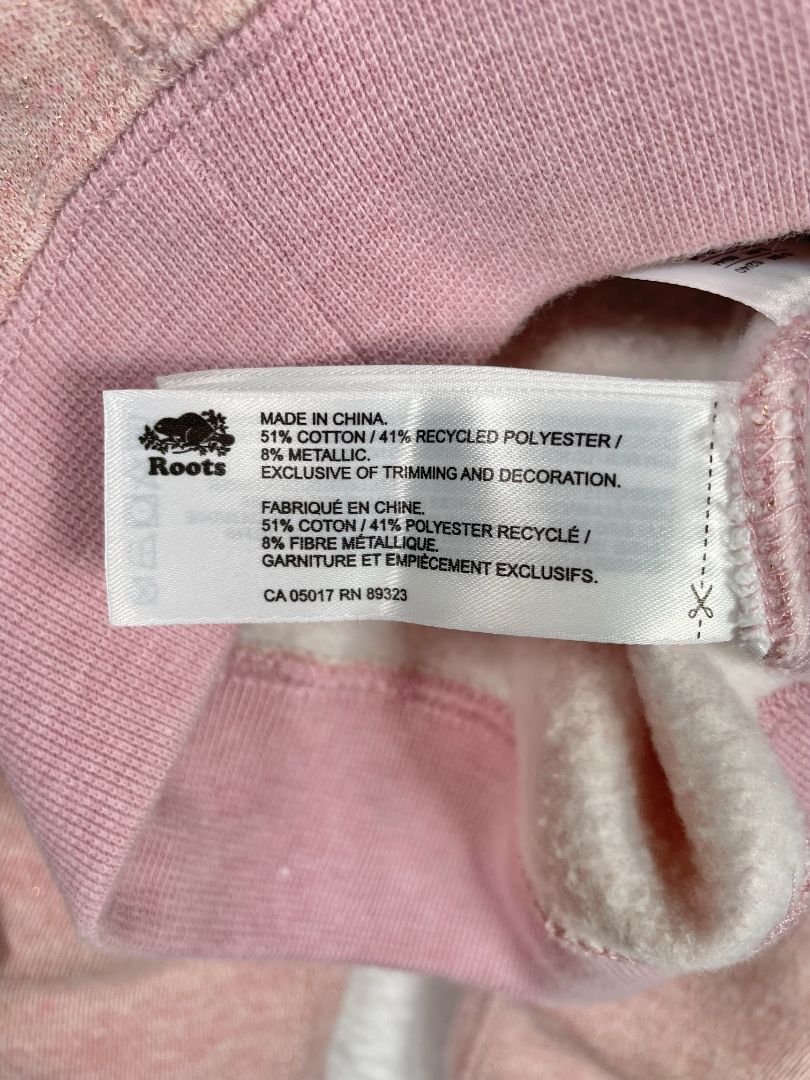 Roots
MADE IN CHINA.
51% COTTON / 41% RECYCLED POLYESTER /
8% METALLIC.
EXCLUSIVE OF TRIMMING AND DECORATION.
FABRIQUÉ EN CHINE.
51% COTON / 41% POLYESTER RECYCLÉ /
8% FIBRE MÉTALLIQUE.
GARNITURE ET EMPIÈCEMENT EXCLUSIFS.
CA 05017 RN 89323